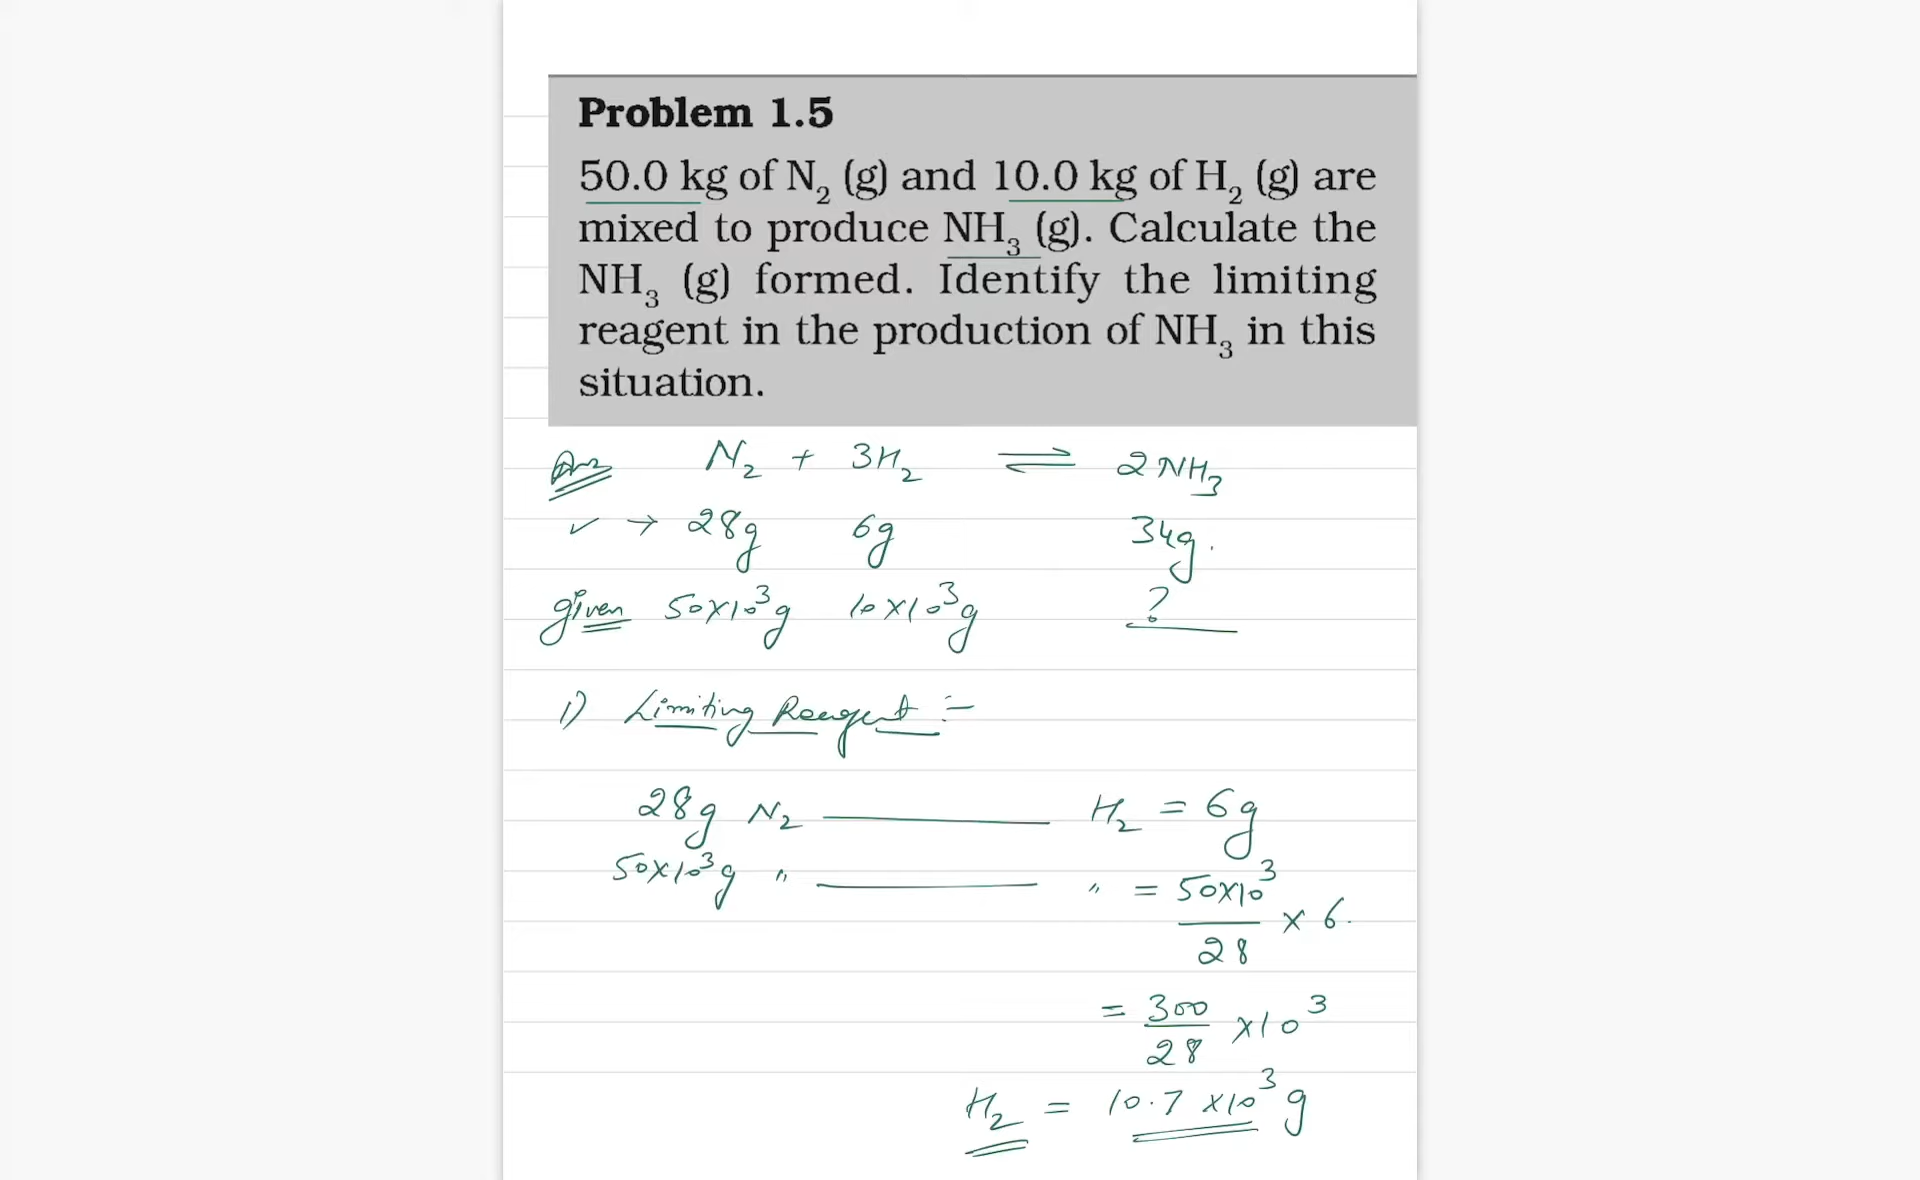 Problem 1.5
50.0 kg of N₂ (g) and 10.0 kg of H₂ (g) are
mixed to produce NH₃ (g). Calculate the
NH₃ (g) formed. Identify the limiting
reagent in the production of NH₃ in this
situation.
Ans N₂ + 3H₂ ⇌ 2NH₃
✓ → 28g 6g 34g.
given 50×10³g 10×10³g ?
1) Limiting Reagent :-
28g N₂ ——— H₂ = 6g
50×10³g " ——— " = 50×10³/28 × 6.
= 300/28 ×10³
H₂ = 10.7 ×10³ g